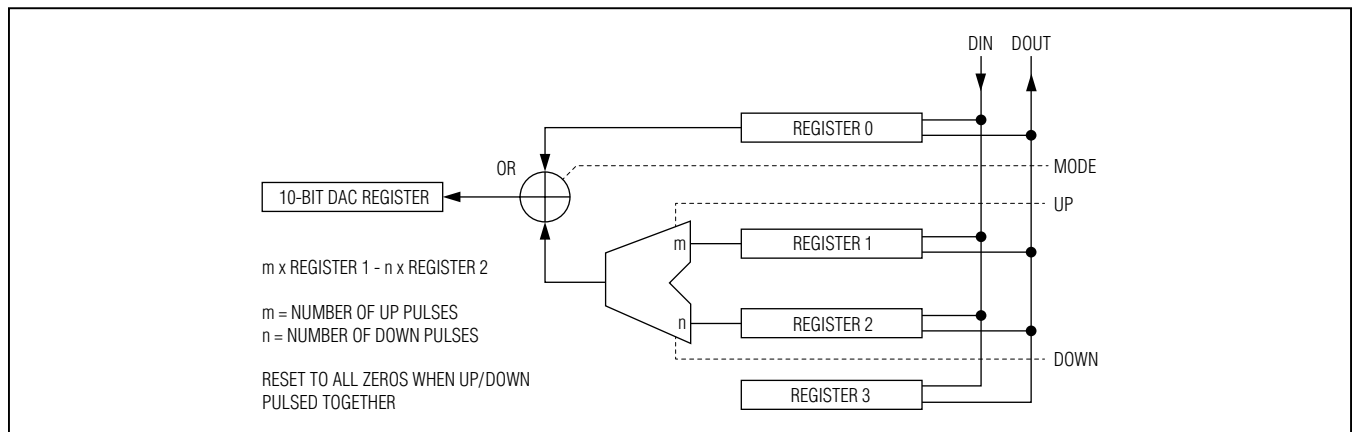 DIN DOUT
REGISTER 0
OR
MODE
10-BIT DAC REGISTER
UP
m
REGISTER 1
m x REGISTER 1 - n x REGISTER 2
m = NUMBER OF UP PULSES
n
REGISTER 2
n = NUMBER OF DOWN PULSES
DOWN
RESET TO ALL ZEROS WHEN UP/DOWN
PULSED TOGETHER
REGISTER 3